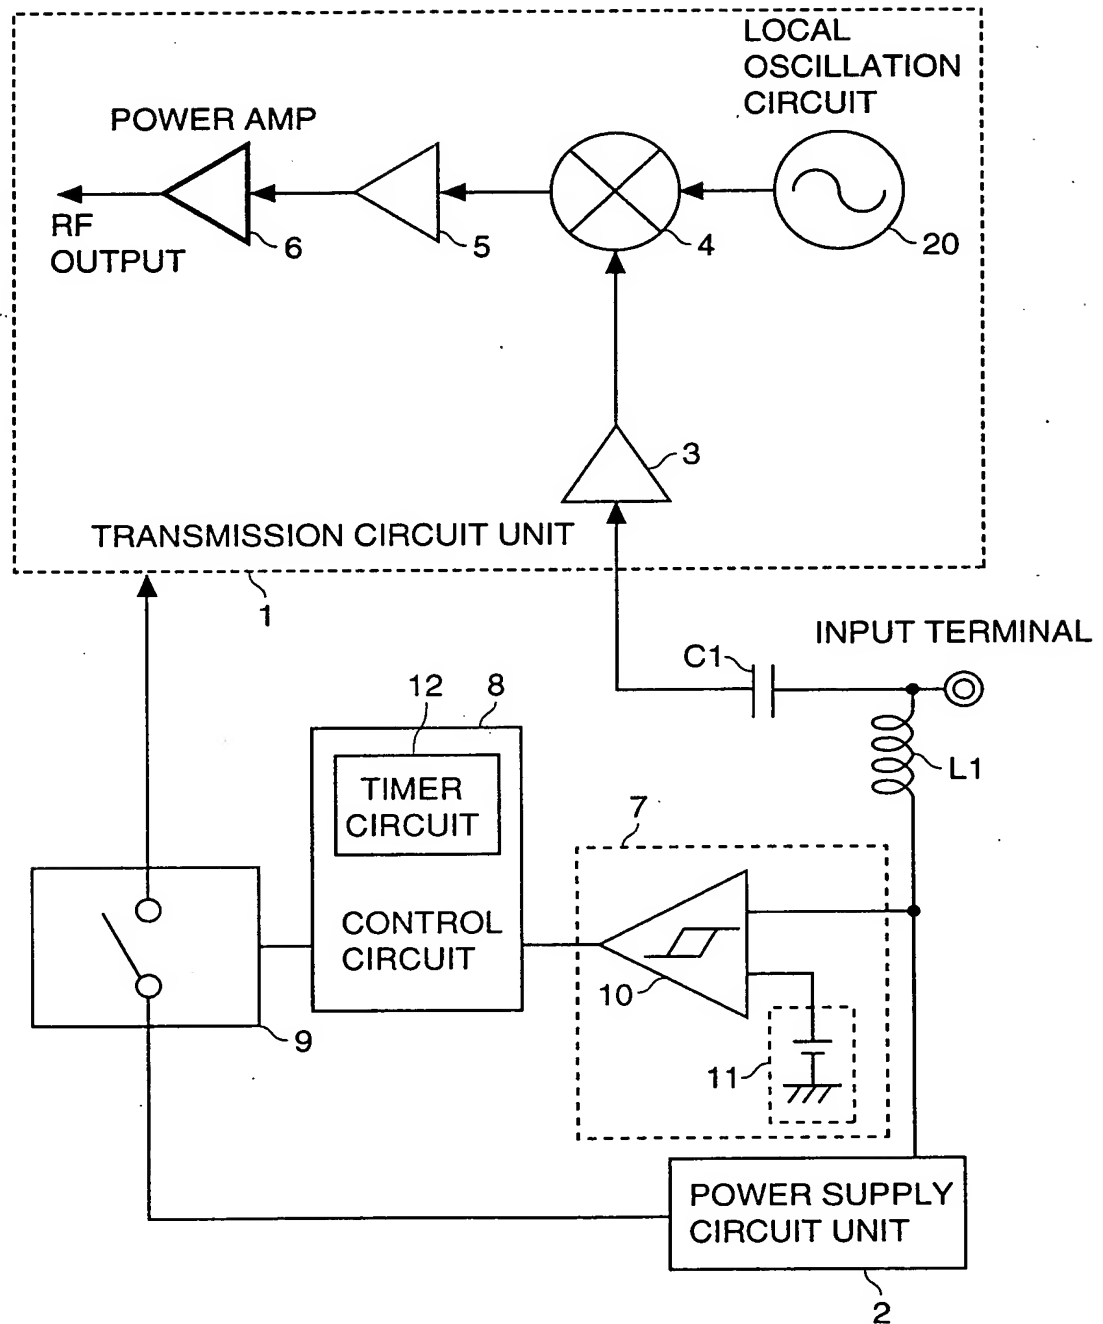 LOCAL
OSCILLATION
CIRCUIT
POWER AMP
RF
OUTPUT
6
5
4
20
3
TRANSMISSION CIRCUIT UNIT
1
INPUT TERMINAL
C1
L1
12
8
TIMER
CIRCUIT
7
CONTROL
CIRCUIT
10
9
11
POWER SUPPLY
CIRCUIT UNIT
2